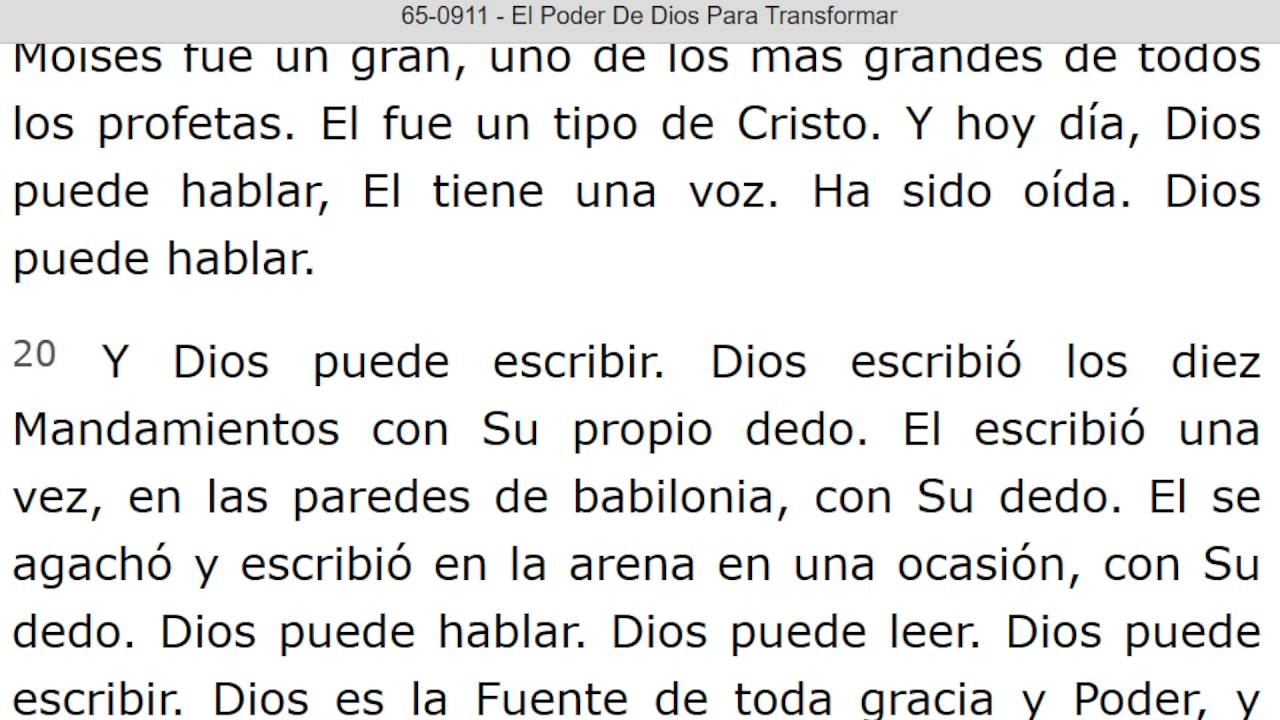 65-0911 - El Poder De Dios Para Transformar
Moisés fue un gran, uno de los más grandes de todos
los profetas. El fue un tipo de Cristo. Y hoy día, Dios
puede hablar, El tiene una voz. Ha sido oída. Dios
puede hablar.
20 Y Dios puede escribir. Dios escribió los diez
Mandamientos con Su propio dedo. El escribió una
vez, en las paredes de babilonia, con Su dedo. El se
agachó y escribió en la arena en una ocasión, con Su
dedo. Dios puede hablar. Dios puede leer. Dios puede
escribir. Dios es la Fuente de toda gracia y Poder, y